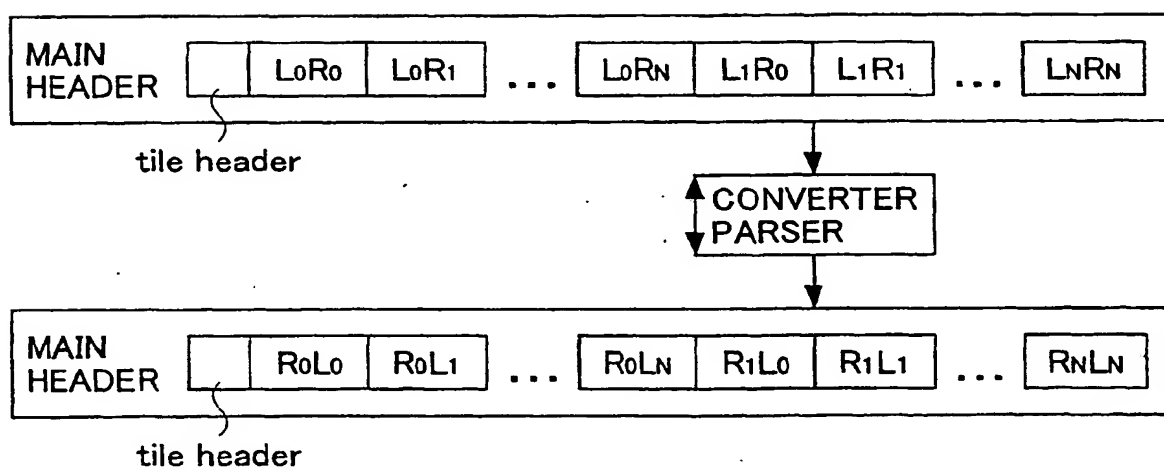 MAIN HEADER L0R0 L0R1 ... L0RN L1R0 L1R1 ... LNRN
tile header
CONVERTER
PARSER
MAIN HEADER R0L0 R0L1 ... R0LN R1L0 R1L1 ... RNLN
tile header